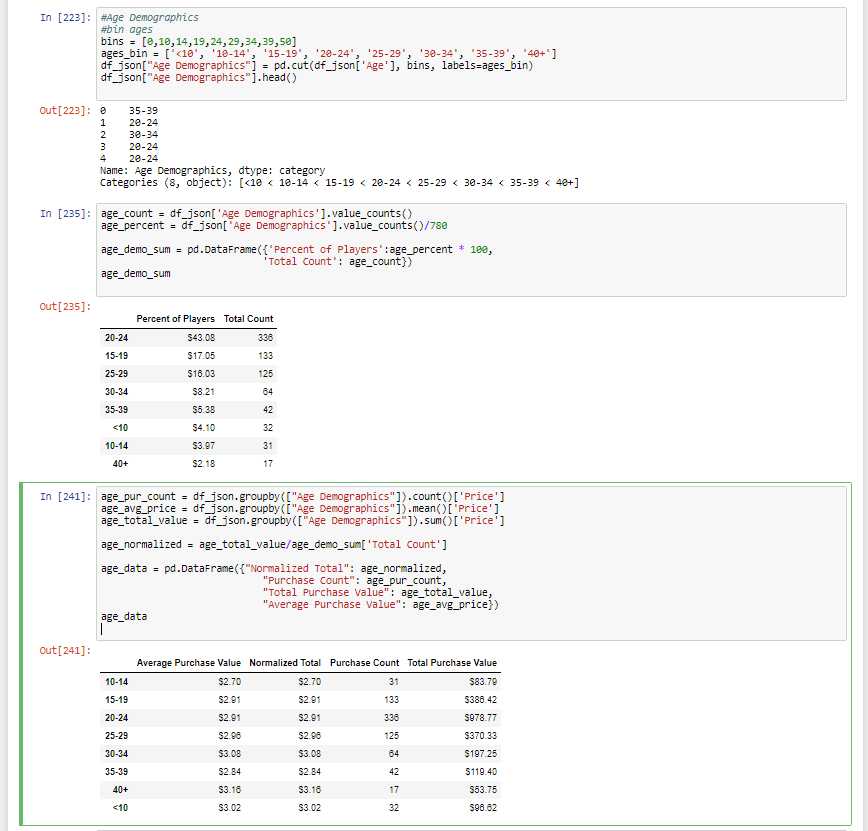 In [223]: #Age Demographics
#bin ages
bins = [0,10,14,19,24,29,34,39,50]
ages_bin = ['<10', '10-14', '15-19', '20-24', '25-29', '30-34', '35-39', '40+']
df_json["Age Demographics"] = pd.cut(df_json['Age'], bins, labels=ages_bin)
df_json["Age Demographics"].head()
Out[223]: 0 35-39
1 20-24
2 30-34
3 20-24
4 20-24
Name: Age Demographics, dtype: category
Categories (8, object): [<10 < 10-14 < 15-19 < 20-24 < 25-29 < 30-34 < 35-39 < 40+]
In [235]: age_count = df_json['Age Demographics'].value_counts()
age_percent = df_json['Age Demographics'].value_counts()/780
age_demo_sum = pd.DataFrame({'Percent of Players':age_percent * 100,
'Total Count': age_count})
age_demo_sum
Out[235]:
Percent of Players Total Count
20-24 $43.08 336
15-19 $17.05 133
25-29 $16.03 125
30-34 $8.21 64
35-39 $5.38 42
<10 $4.10 32
10-14 $3.97 31
40+ $2.18 17
In [241]: age_pur_count = df_json.groupby(["Age Demographics"]).count()['Price']
age_avg_price = df_json.groupby(["Age Demographics"]).mean()['Price']
age_total_value = df_json.groupby(["Age Demographics"]).sum()['Price']
age_normalized = age_total_value/age_demo_sum['Total Count']
age_data = pd.DataFrame({"Normalized Total": age_normalized,
"Purchase Count": age_pur_count,
"Total Purchase Value": age_total_value,
"Average Purchase Value": age_avg_price})
age_data
Out[241]:
Average Purchase Value Normalized Total Purchase Count Total Purchase Value
10-14 $2.70 $2.70 31 $83.79
15-19 $2.91 $2.91 133 $386.42
20-24 $2.91 $2.91 336 $978.77
25-29 $2.96 $2.96 125 $370.33
30-34 $3.08 $3.08 64 $197.25
35-39 $2.84 $2.84 42 $119.40
40+ $3.16 $3.16 17 $53.75
<10 $3.02 $3.02 32 $96.62